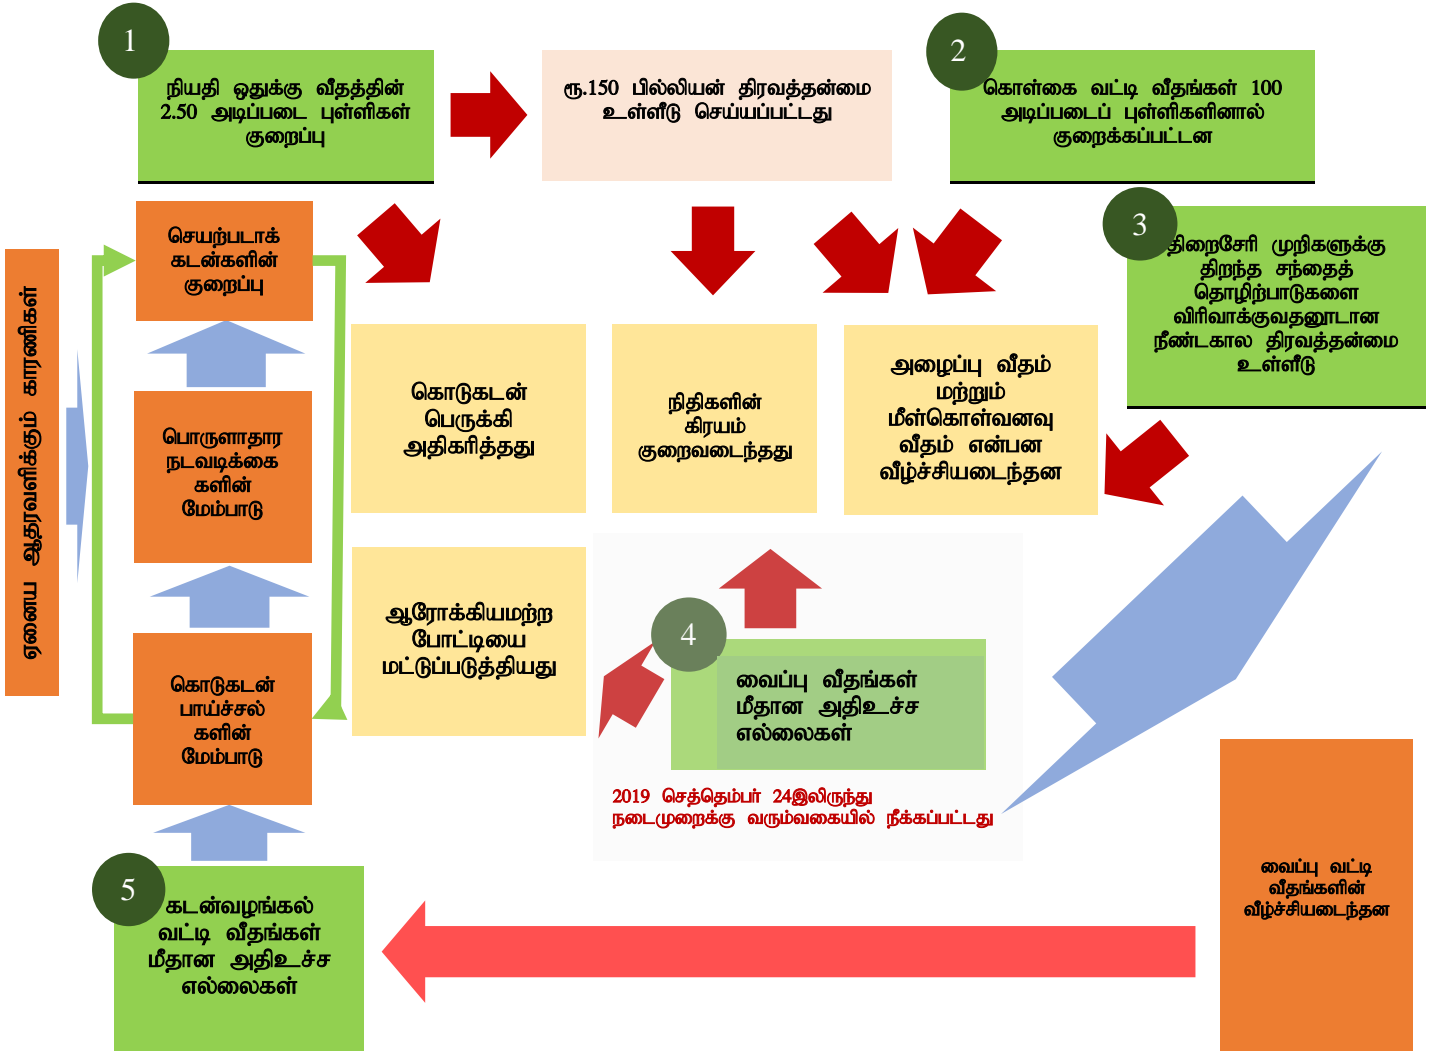 1
நியதி ஒதுக்கு வீதத்தின்
2.50 அடிப்படை புள்ளிகள்
குறைப்பு
ரூ.150 பில்லியன் திரவத்தன்மை
உள்ளீடு செய்யப்பட்டது
2
கொள்கை வட்டி வீதங்கள் 100
அடிப்படைப் புள்ளிகளினால்
குறைக்கப்பட்டன
3
திறைசேரி முறிகளுக்கு
திறந்த சந்தைத்
தொழிற்பாடுகளை
விரிவாக்குவதனூடான
நீண்டகால திரவத்தன்மை
உள்ளீடு
ஏனைய ஆதரவளிக்கும் காரணிகள்
செயற்படாக்
கடன்களின்
குறைப்பு
பொருளாதார
நடவடிக்கை
களின்
மேம்பாடு
கொடுகடன்
பாய்ச்சல்
களின்
மேம்பாடு
கொடுகடன்
பெருக்கி
அதிகரித்தது
நிதிகளின்
கிரயம்
குறைவடைந்தது
அழைப்பு வீதம்
மற்றும்
மீள்கொள்வனவு
வீதம் என்பன
வீழ்ச்சியடைந்தன
ஆரோக்கியமற்ற
போட்டியை
மட்டுப்படுத்தியது
4
வைப்பு வீதங்கள்
மீதான அதிஉச்ச
எல்லைகள்
2019 செத்தெம்பர் 24இலிருந்து
நடைமுறைக்கு வரும்வகையில் நீக்கப்பட்டது
5
கடன்வழங்கல்
வட்டி வீதங்கள்
மீதான அதிஉச்ச
எல்லைகள்
வைப்பு வட்டி
வீதங்களின்
வீழ்ச்சியடைந்தன